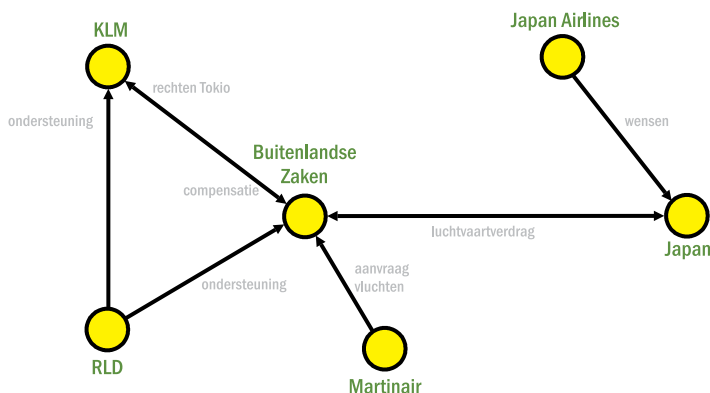 KLM
Japan Airlines
rechten Tokio
ondersteuning
wensen
Buitenlandse
Zaken
compensatie
luchtvaartverdrag
Japan
aanvraag
vluchten
ondersteuning
RLD
Martinair